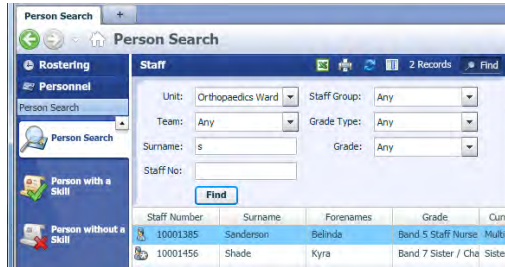 Person Search +
Person Search
Rostering
Personnel
Person Search
Person Search
Person with a
Skill
Person without a
Skill
Staff 2 Records Find
Unit: Orthopaedics Ward Staff Group: Any
Team: Any Grade Type: Any
Surname: s Grade: Any
Staff No:
Find
Staff Number Surname Forenames Grade
10001385 Sanderson Belinda Band 5 Staff Nurse
10001456 Shade Kyra Band 7 Sister / Cha Siste